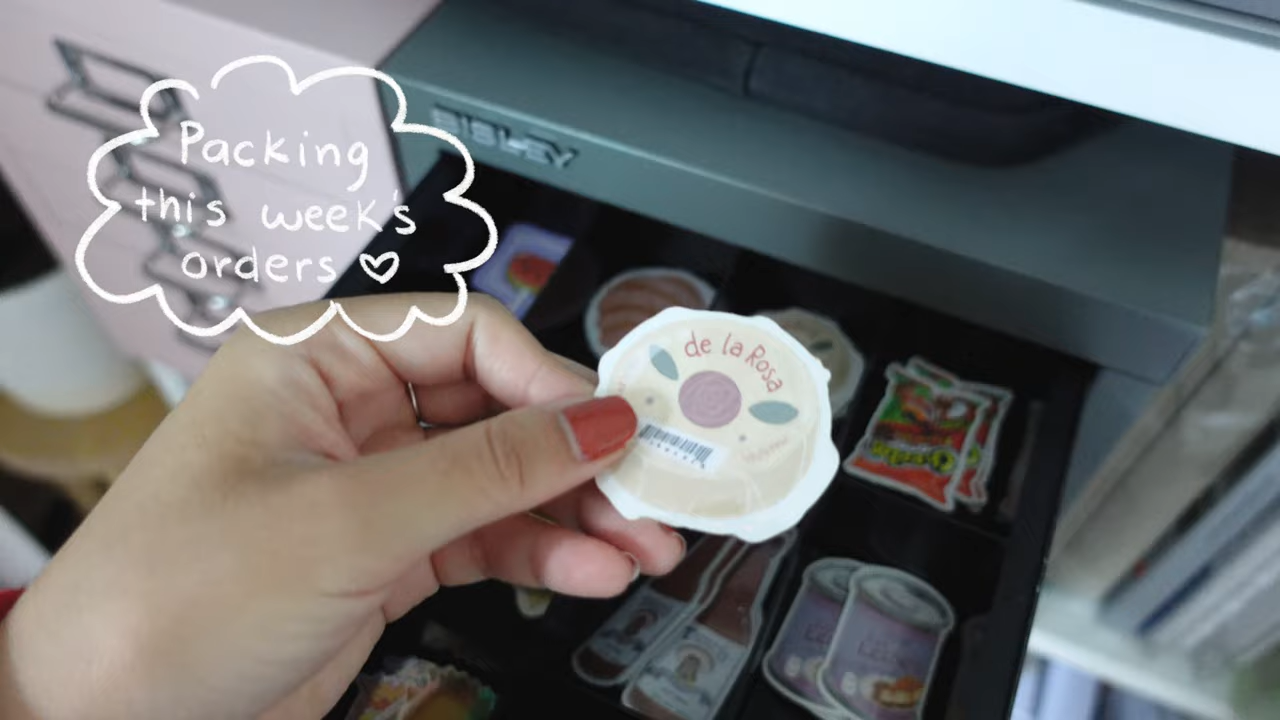 Packing
this week's
orders ♡
BISLEY
de la Rosa